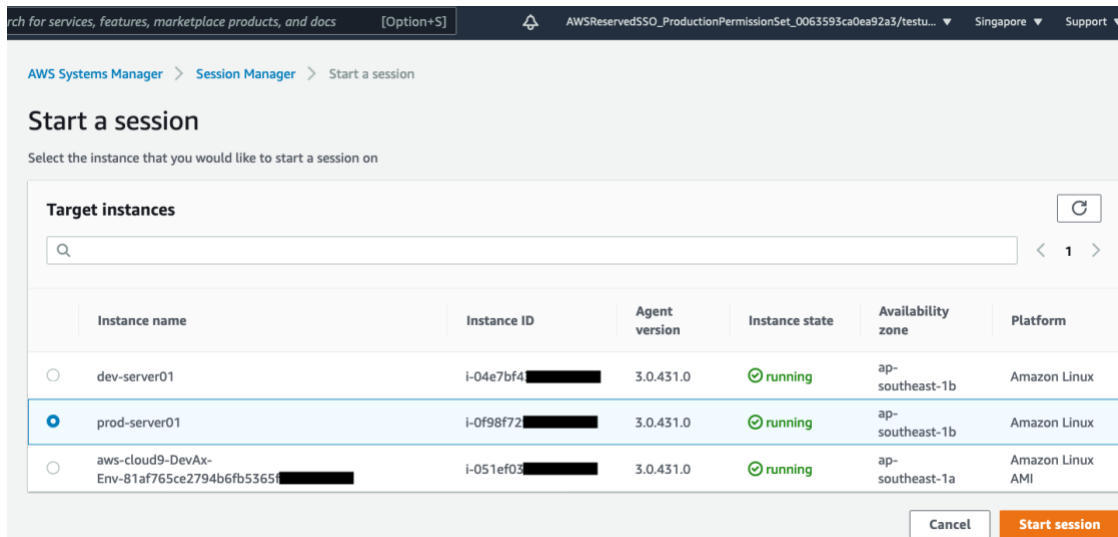 rch for services, features, marketplace products, and docs [Option+S] AWSReservedSSO_ProductionPermissionSet_0063593ca0ea92a3/testu... ▼ Singapore ▼ Support
AWS Systems Manager > Session Manager > Start a session
Start a session
Select the instance that you would like to start a session on
Target instances
< 1 >
Instance name Instance ID Agent version Instance state Availability zone Platform
dev-server01 i-04e7bf4 3.0.431.0 running ap-southeast-1b Amazon Linux
prod-server01 i-0f98f72 3.0.431.0 running ap-southeast-1b Amazon Linux
aws-cloud9-DevAx-Env-81af765ce2794b6fb5365f i-051ef03 3.0.431.0 running ap-southeast-1a Amazon Linux AMI
Cancel Start session